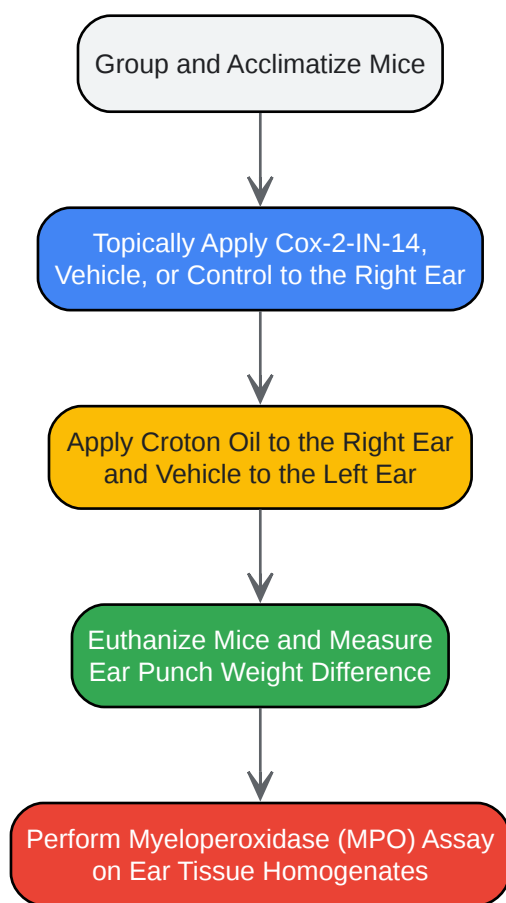 Group and Acclimatize Mice
Topically Apply Cox-2-IN-14,
Vehicle, or Control to the Right Ear
Apply Croton Oil to the Right Ear
and Vehicle to the Left Ear
Euthanize Mice and Measure
Ear Punch Weight Difference
Perform Myeloperoxidase (MPO) Assay
on Ear Tissue Homogenates